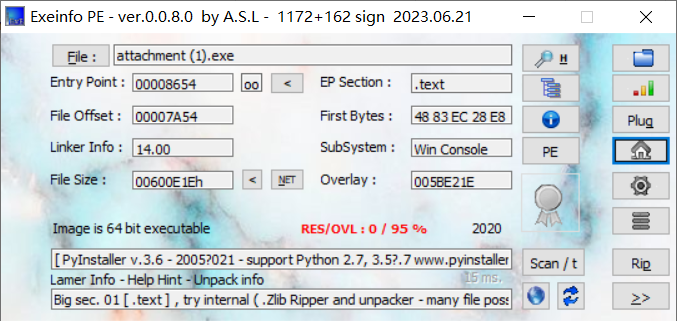 Exeinfo PE - ver.0.0.8.0 by A.S.L - 1172+162 sign 2023.06.21
File : attachment (1).exe H
Entry Point : 00008654 oo < EP Section : .text
File Offset : 00007A54 First Bytes : 48 83 EC 28 E8 Plug
Linker Info : 14.00 SubSystem : Win Console PE
File Size : 00600E1Eh < NET Overlay : 005BE21E
Image is 64 bit executable RES/OVL : 0 / 95 % 2020
[ PyInstaller v.3.6 - 2005?021 - support Python 2.7, 3.5?.7 www.pyinstaller Scan / t Rip
Lamer Info - Help Hint - Unpack info 15 ms.
Big sec. 01 [ .text ] , try internal ( .Zlib Ripper and unpacker - many file poss >>